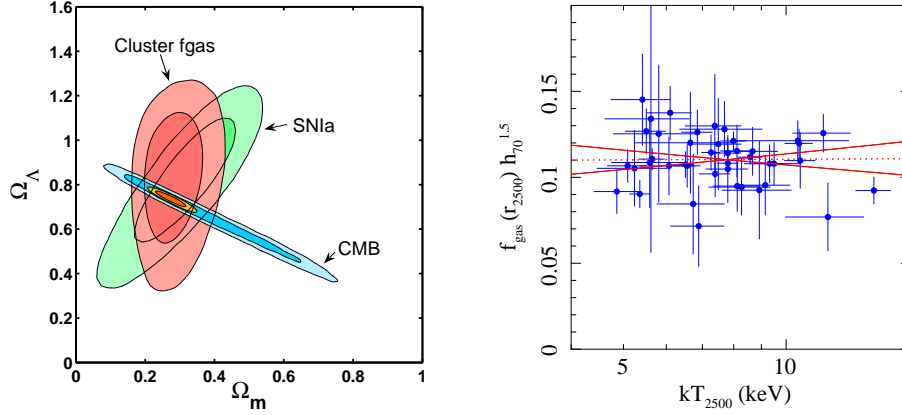 1.6
1.4
1.2
1
0.8
0.6
0.4
0.2
0
Ω_Λ
Cluster fgas
SNIa
CMB
0 0.2 0.4 0.6 0.8 1
Ω_m
0.15
0.1
0.05
0
f_gas (r_2500) h_70^1.5
5 10
kT_2500 (keV)